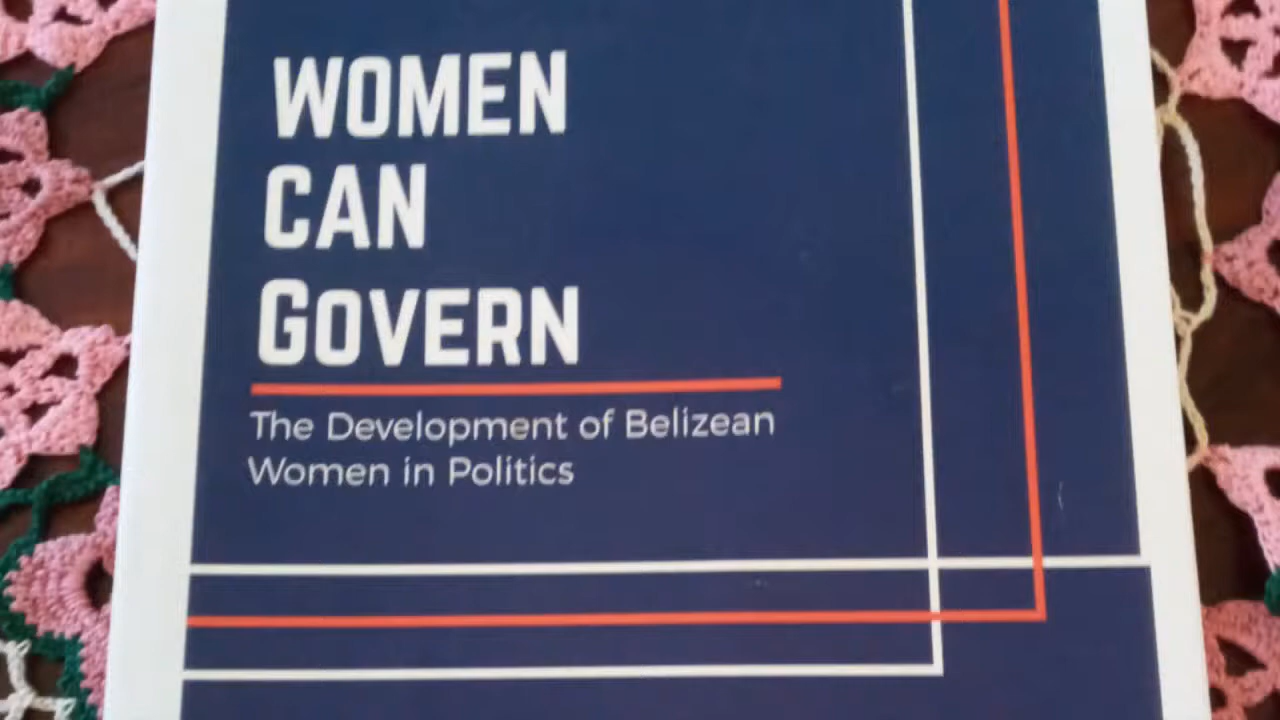 WOMEN
CAN
GOVERN
The Development of Belizean
Women in Politics